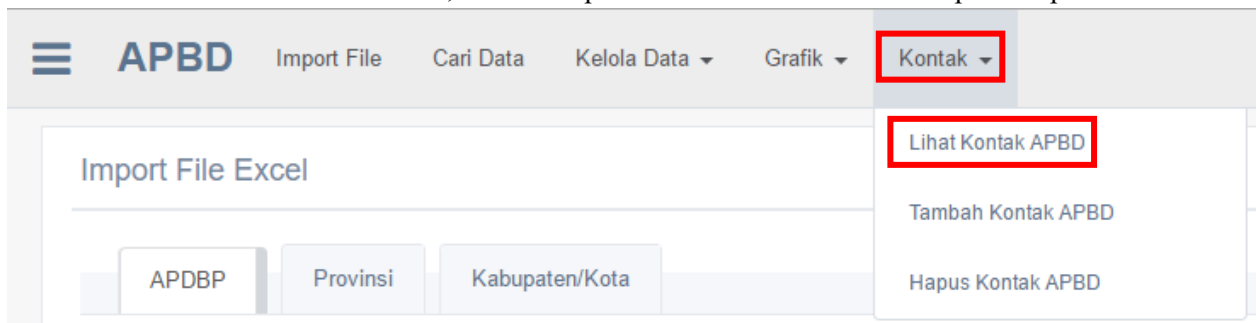 APBD Import File Cari Data Kelola Data Grafik Kontak
Lihat Kontak APBD
Import File Excel
Tambah Kontak APBD
APDBP Provinsi Kabupaten/Kota
Hapus Kontak APBD